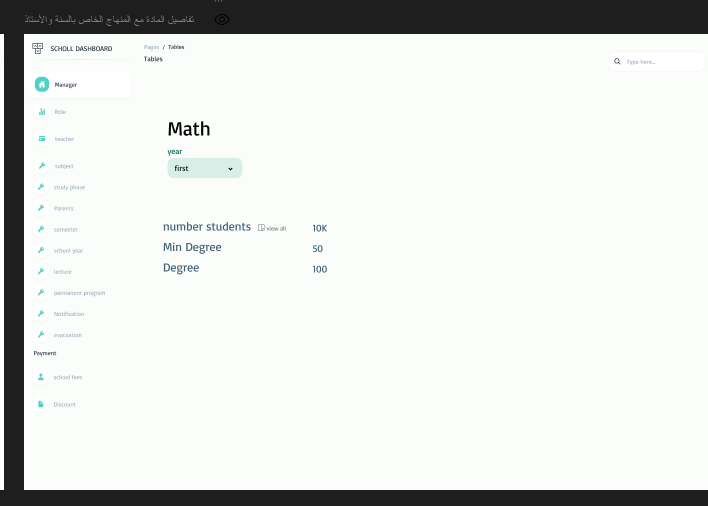 تفاصيل المادة مع المنهاج الخاص بالسنة والأستاذ
SCHOLL DASHBOARD
Pages / Tables
Tables
Type here...
Manager
Role
teacher
subject
study phase
Parents
semester
school year
lecture
parmanenr program
Notification
evacuation
Payment
school fees
Discount
Math
year
first
number students view all 10K
Min Degree 50
Degree 100